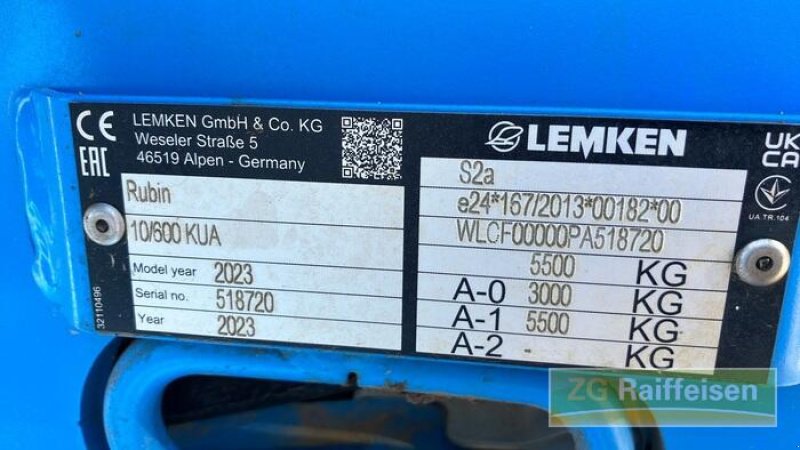 CE
EAC
LEMKEN GmbH & Co. KG
Weseler Straße 5
46519 Alpen - Germany
Rubin
10/600 KUA
Model year 2023
Serial no. 518720
Year 2023
32110496
LEMKEN
S2a
e24*167/2013*00182*00
WLCF00000PA518720
5500 KG
A-0 3000 KG
A-1 5500 KG
A-2 KG
UK
CA
UA.TR.104
ZG Raiffeisen